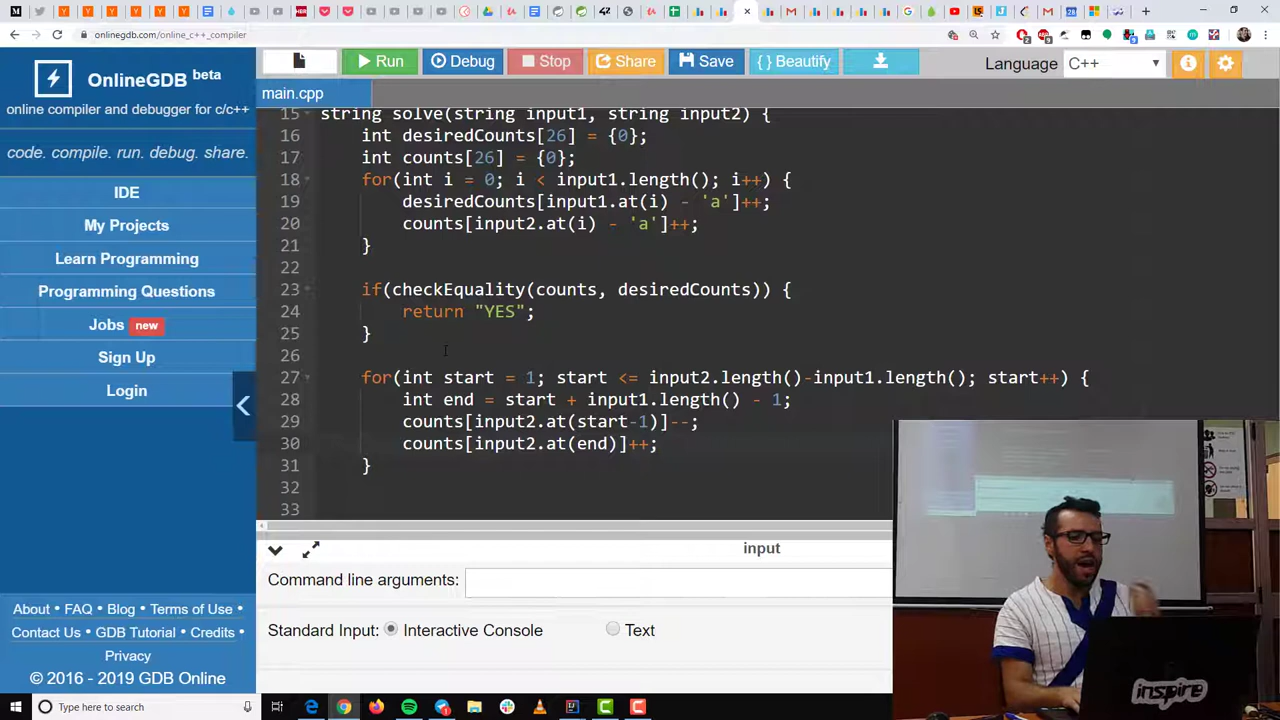 onlinegdb.com/online_c++_compiler
OnlineGDB beta
online compiler and debugger for c/c++
code. compile. run. debug. share.
IDE
My Projects
Learn Programming
Programming Questions
Jobs new
Sign Up
Login
About • FAQ • Blog • Terms of Use •
Contact Us • GDB Tutorial • Credits •
Privacy
© 2016 - 2019 GDB Online
Run
Debug
Stop
Share
Save
{ } Beautify
Language
C++
main.cpp
15 string solve(string input1, string input2) {
16 int desiredCounts[26] = {0};
17 int counts[26] = {0};
18 for(int i = 0; i < input1.length(); i++) {
19 desiredCounts[input1.at(i) - 'a']++;
20 counts[input2.at(i) - 'a']++;
21 }
22
23 if(checkEquality(counts, desiredCounts)) {
24 return "YES";
25 }
26
27 for(int start = 1; start <= input2.length()-input1.length(); start++) {
28 int end = start + input1.length() - 1;
29 counts[input2.at(start-1)]--;
30 counts[input2.at(end)]++;
31 }
32
33
input
Command line arguments:
Standard Input:
Interactive Console
Text
inspire
Type here to search